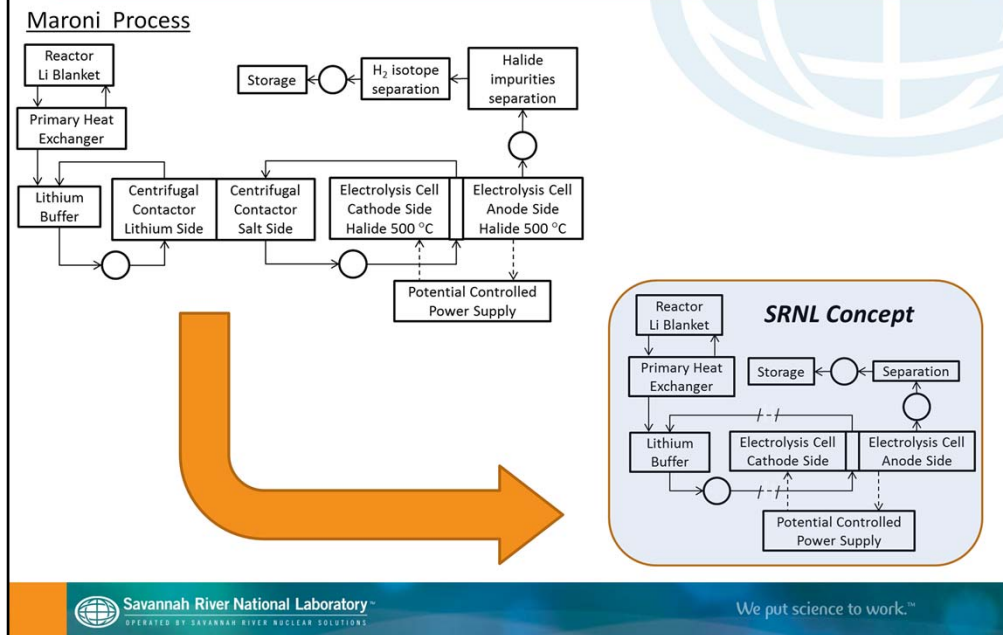 Maroni Process
Reactor
Li Blanket
Primary Heat
Exchanger
Lithium
Buffer
Centrifugal
Contactor
Lithium Side
Centrifugal
Contactor
Salt Side
Electrolysis Cell
Cathode Side
Halide 500 °C
Electrolysis Cell
Anode Side
Halide 500 °C
Storage
H₂ isotope
separation
Halide
impurities
separation
Potential Controlled
Power Supply
SRNL Concept
Reactor
Li Blanket
Primary Heat
Exchanger
Storage
Separation
Lithium
Buffer
Electrolysis Cell
Cathode Side
Electrolysis Cell
Anode Side
Potential Controlled
Power Supply
Savannah River National Laboratory™
OPERATED BY SAVANNAH RIVER NUCLEAR SOLUTIONS
We put science to work.™